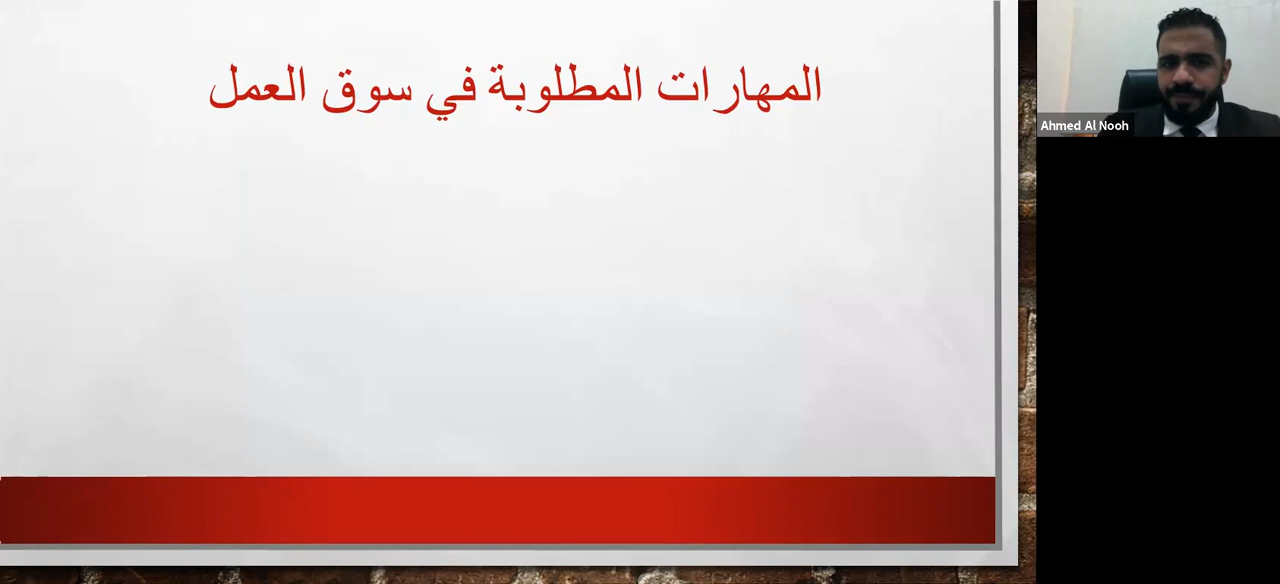 المهارات المطلوبة في سوق العمل
Ahmed Al Nooh